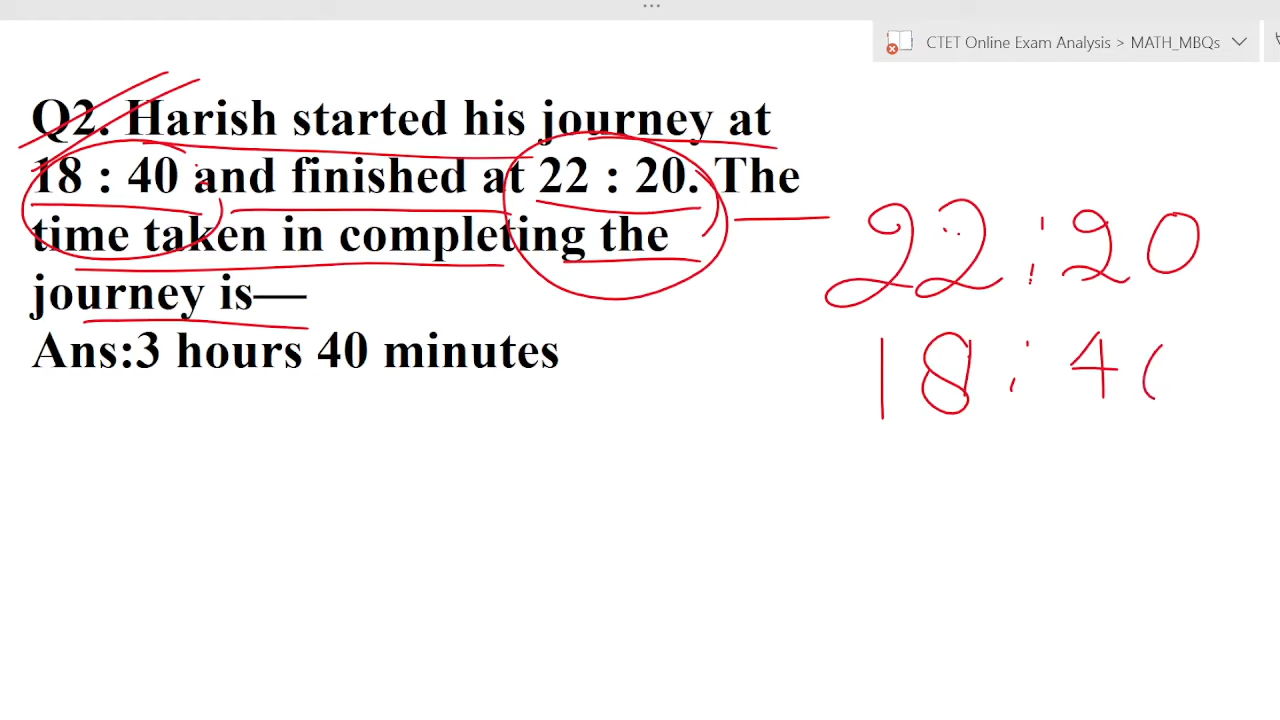 CTET Online Exam Analysis > MATH_MBQs
Q2. Harish started his journey at
18 : 40 and finished at 22 : 20. The
time taken in completing the
journey is—
Ans:3 hours 40 minutes
22:20
18:4(